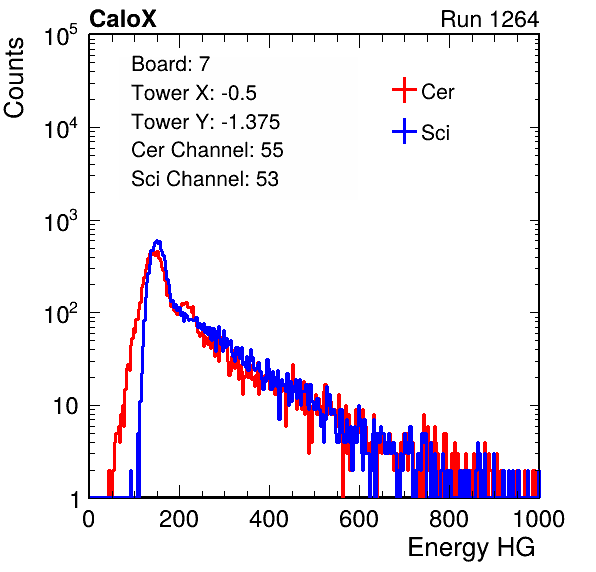 CaloX Run 1264
Counts
10^5
10^4
10^3
10^2
10
1
Board: 7
Tower X: -0.5
Tower Y: -1.375
Cer Channel: 55
Sci Channel: 53
Cer
Sci
0 200 400 600 800 1000
Energy HG